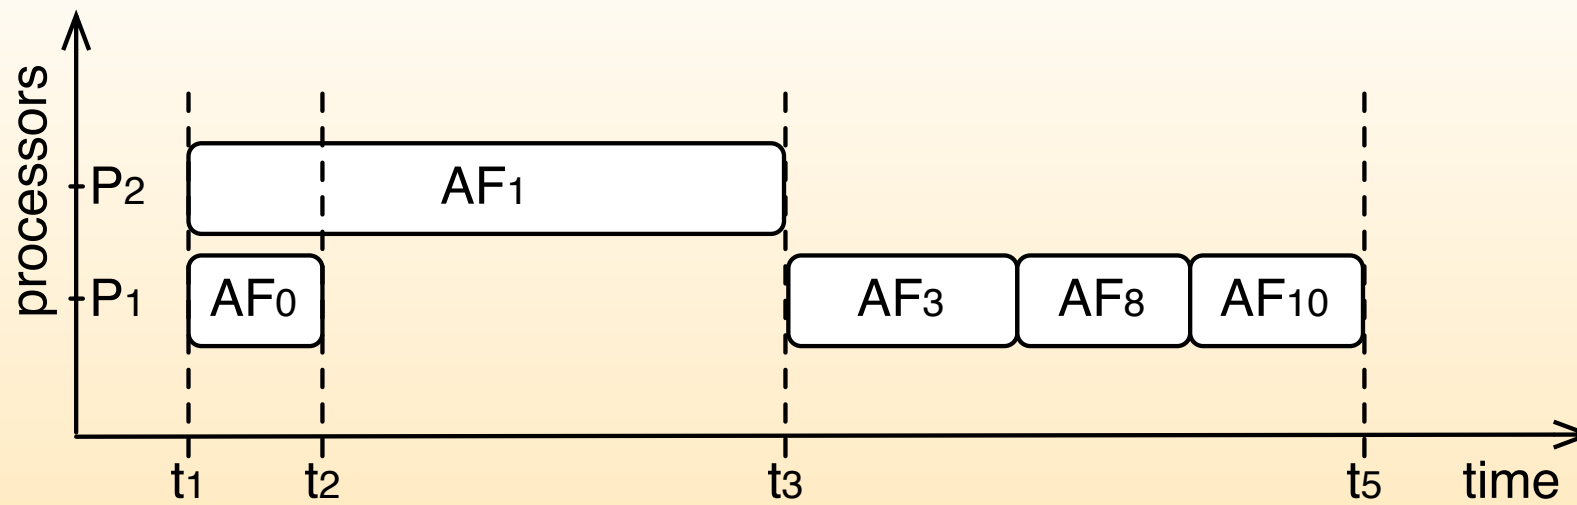 processors
P2
AF1
P1
AF0
AF3
AF8
AF10
t1
t2
t3
t5
time